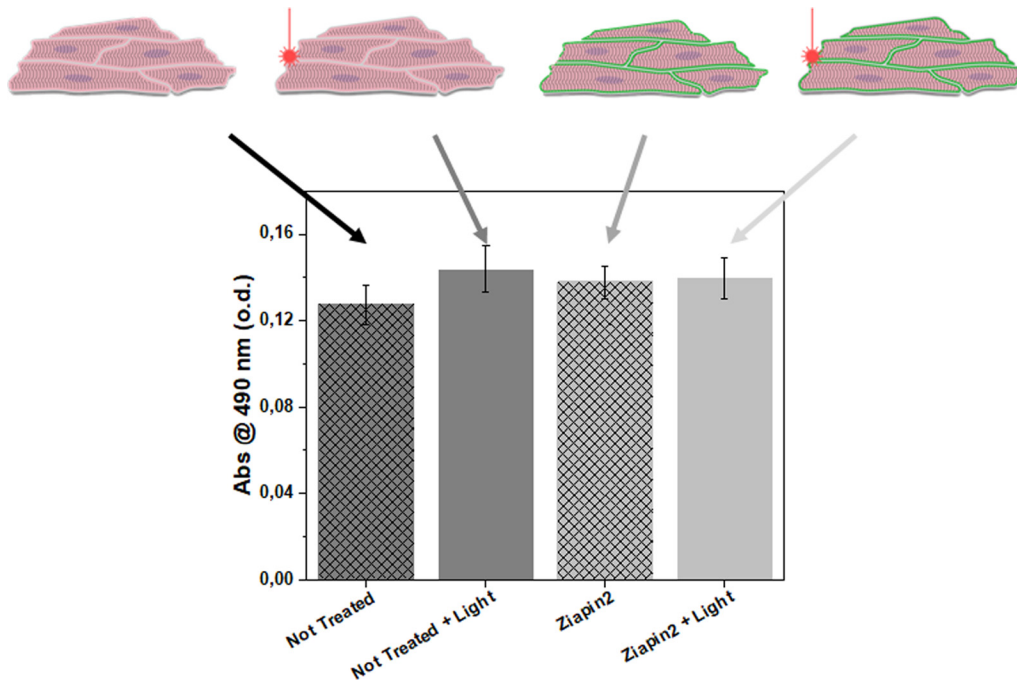 Abs @ 490 nm (o.d.)
0,16
0,12
0,08
0,04
0,00
Not Treated
Not Treated + Light
Ziapin2
Ziapin2 + Light